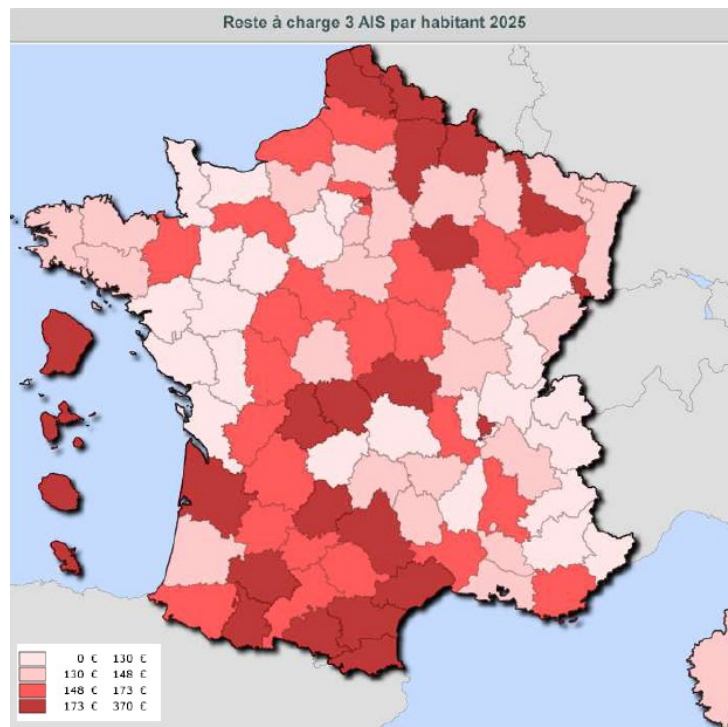 Reste à charge 3 AIS par habitant 2025
0 € 130 €
130 € 148 €
148 € 173 €
173 € 370 €